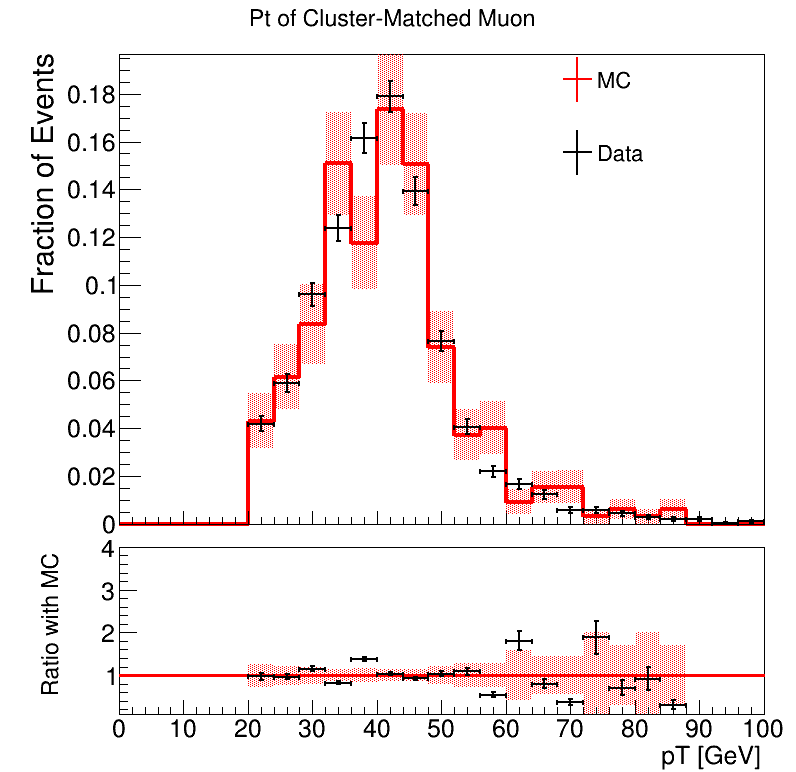 Pt of Cluster-Matched Muon
Fraction of Events
0.18
0.16
0.14
0.12
0.1
0.08
0.06
0.04
0.02
0
MC
Data
Ratio with MC
4
3
2
1
0 10 20 30 40 50 60 70 80 90 100
pT [GeV]